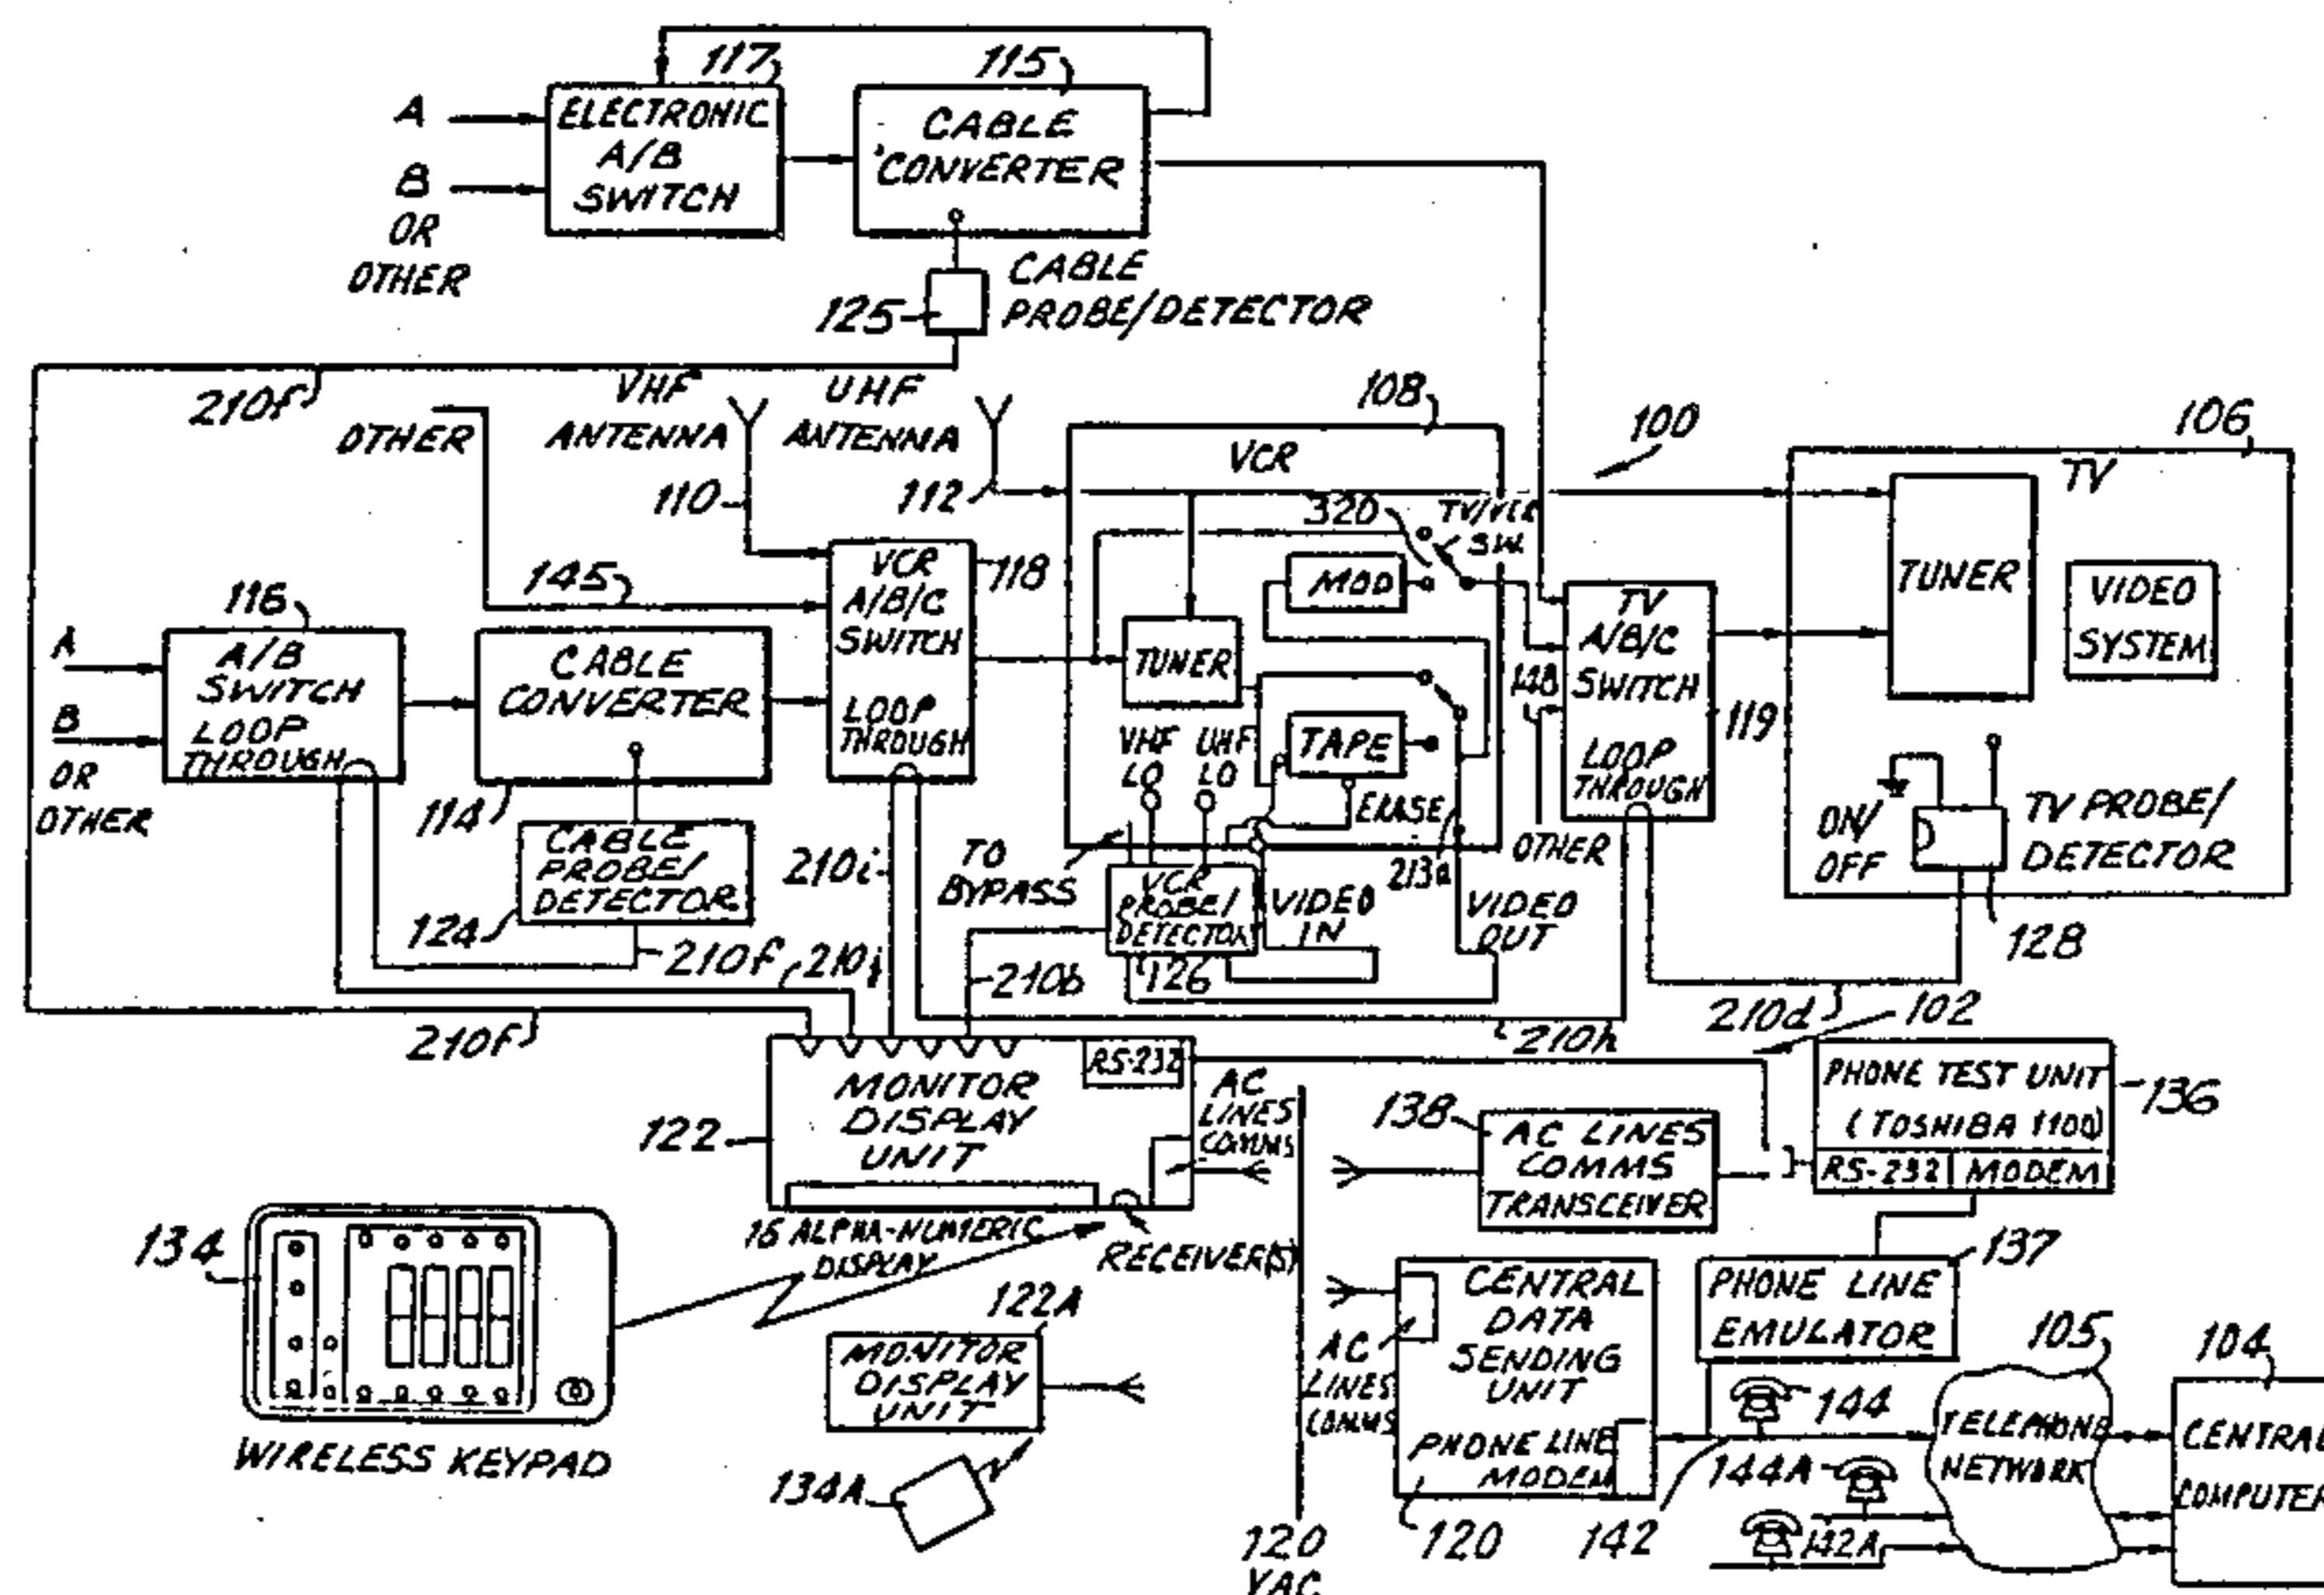 117
115
A
ELECTRONIC
A/B
SWITCH
CABLE
CONVERTER
B
OR
OTHER
CABLE
PROBE/DETECTOR
125
210f
VHF
ANTENNA
UHF
ANTENNA
OTHER
110
112
108
VCR
100
106
TV
320
TV/VCR
SW.
MOD
TUNER
TUNER
VIDEO
SYSTEM
145
VCR
A/B/C
SWITCH
LOOP
THROUGH
118
116
A
B
OR
OTHER
A/B
SWITCH
LOOP
THROUGH
CABLE
CONVERTER
114
TV
A/B/C
SWITCH
LOOP
THROUGH
148
119
OTHER
VHF
LO
UHF
LO
TAPE
ERASE
213a
TO
BYPASS
ON/
OFF
TV PROBE/
DETECTOR
128
CABLE
PROBE/
DETECTOR
124
210f
210j
210i
VCR
PROBE/
DETECTOR
VIDEO
IN
VIDEO
OUT
126
210b
210f
210h
210d
102
MONITOR
DISPLAY
UNIT
RS-232
AC
LINES
COMMS
122
138
AC LINES
COMMS
TRANSCEIVER
PHONE TEST UNIT
(TOSHIBA 1100)
RS-232
MODEM
136
16 ALPHA-NUMERIC
DISPLAY
RECEIVER(S)
134
WIRELESS KEYPAD
122A
MONITOR
DISPLAY
UNIT
134A
AC
LINES
COMMS
CENTRAL
DATA
SENDING
UNIT
PHONE LINE
MODEM
120
120
VAC
PHONE LINE
EMULATOR
137
142
144
144A
142A
105
TELEPHONE
NETWORK
104
CENTRAL
COMPUTER